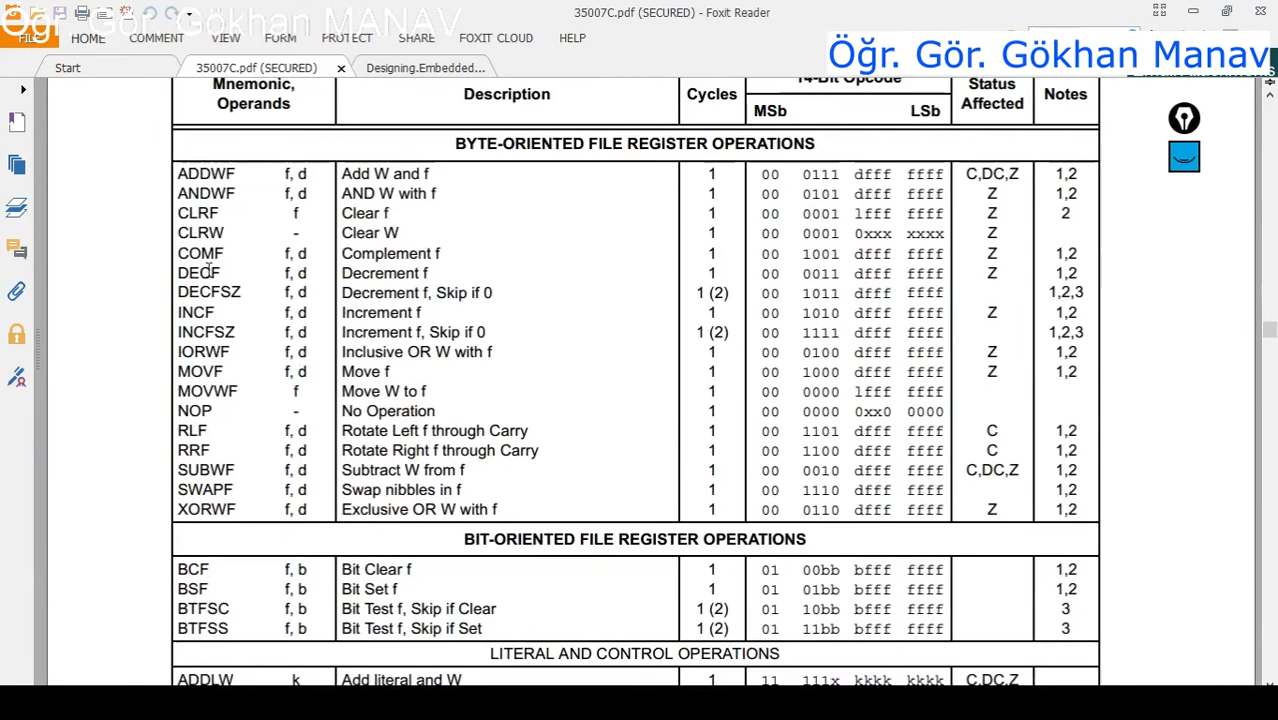 Öğr. Gör. Gökhan MANAV
35007C.pdf (SECURED) - Foxit Reader
FILE HOME COMMENT VIEW FORM PROTECT SHARE FOXIT CLOUD HELP
Öğr. Gör. Gökhan Manav
Start 35007C.pdf (SECURED) Designing.Embedded...
Mnemonic, Operands Description Cycles 14-Bit Opcode MSb LSb Status Affected Notes
BYTE-ORIENTED FILE REGISTER OPERATIONS
ADDWF f, d Add W and f 1 00 0111 dfff ffff C,DC,Z 1,2
ANDWF f, d AND W with f 1 00 0101 dfff ffff Z 1,2
CLRF f Clear f 1 00 0001 lfff ffff Z 2
CLRW - Clear W 1 00 0001 0xxx xxxx Z
COMF f, d Complement f 1 00 1001 dfff ffff Z 1,2
DECF f, d Decrement f 1 00 0011 dfff ffff Z 1,2
DECFSZ f, d Decrement f, Skip if 0 1 (2) 00 1011 dfff ffff 1,2,3
INCF f, d Increment f 1 00 1010 dfff ffff Z 1,2
INCFSZ f, d Increment f, Skip if 0 1 (2) 00 1111 dfff ffff 1,2,3
IORWF f, d Inclusive OR W with f 1 00 0100 dfff ffff Z 1,2
MOVF f, d Move f 1 00 1000 dfff ffff Z 1,2
MOVWF f Move W to f 1 00 0000 lfff ffff
NOP - No Operation 1 00 0000 0xx0 0000
RLF f, d Rotate Left f through Carry 1 00 1101 dfff ffff C 1,2
RRF f, d Rotate Right f through Carry 1 00 1100 dfff ffff C 1,2
SUBWF f, d Subtract W from f 1 00 0010 dfff ffff C,DC,Z 1,2
SWAPF f, d Swap nibbles in f 1 00 1110 dfff ffff 1,2
XORWF f, d Exclusive OR W with f 1 00 0110 dfff ffff Z 1,2
BIT-ORIENTED FILE REGISTER OPERATIONS
BCF f, b Bit Clear f 1 01 00bb bfff ffff 1,2
BSF f, b Bit Set f 1 01 01bb bfff ffff 1,2
BTFSC f, b Bit Test f, Skip if Clear 1 (2) 01 10bb bfff ffff 3
BTFSS f, b Bit Test f, Skip if Set 1 (2) 01 11bb bfff ffff 3
LITERAL AND CONTROL OPERATIONS
ADDLW k Add literal and W 1 11 111x kkkk kkkk C,DC,Z